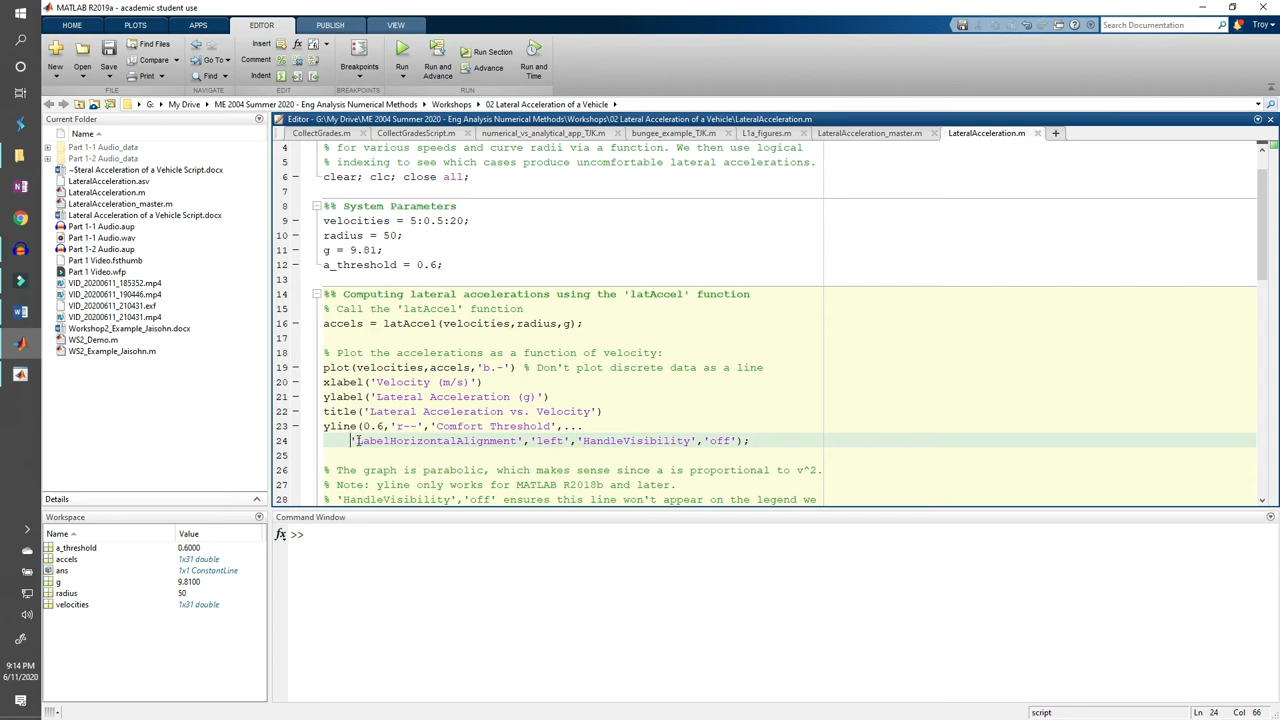 MATLAB R2019a - academic student use
HOME PLOTS APPS EDITOR PUBLISH VIEW
Search Documentation Troy
New Open Save Find Files Compare Print
Go To Find
Insert Comment Indent fx
Breakpoints Run Run and Advance Run Section Advance Run and Time
FILE NAVIGATE EDIT BREAKPOINTS RUN
G: ▸ My Drive ▸ ME 2004 Summer 2020 - Eng Analysis Numerical Methods ▸ Workshops ▸ 02 Lateral Acceleration of a Vehicle ▸
Current Folder
Name
Part 1-1 Audio_data
Part 1-2 Audio_data
~$teral Acceleration of a Vehicle Script.docx
LateralAcceleration.asv
LateralAcceleration.m
LateralAcceleration_master.m
Lateral Acceleration of a Vehicle Script.docx
Part 1-1 Audio.aup
Part 1-1 Audio.wav
Part 1-2 Audio.aup
Part 1 Video.fsthumb
Part 1 Video.wfp
VID_20200611_185352.mp4
VID_20200611_190446.mp4
VID_20200611_210431.exf
VID_20200611_210431.mp4
Workshop2_Example_Jaisohn.docx
WS2_Demo.m
WS2_Example_Jaisohn.m
Details
Workspace
Name Value
a_threshold 0.6000
accels 1x31 double
ans 1x1 ConstantLine
g 9.8100
radius 50
velocities 1x31 double
Editor - G:\My Drive\ME 2004 Summer 2020 - Eng Analysis Numerical Methods\Workshops\02 Lateral Acceleration of a Vehicle\LateralAcceleration.m
CollectGrades.m CollectGradesScript.m numerical_vs_analytical_app_TJK.m bungee_example_TJK.m L1a_figures.m LateralAcceleration_master.m LateralAcceleration.m
4 % for various speeds and curve radii via a function. We then use logical
5 % indexing to see which cases produce uncomfortable lateral accelerations.
6 clear; clc; close all;
7
8 %% System Parameters
9 velocities = 5:0.5:20;
10 radius = 50;
11 g = 9.81;
12 a_threshold = 0.6;
13
14 %% Computing lateral accelerations using the 'latAccel' function
15 % Call the 'latAccel' function
16 accels = latAccel(velocities,radius,g);
17
18 % Plot the accelerations as a function of velocity:
19 plot(velocities,accels,'b.-') % Don't plot discrete data as a line
20 xlabel('Velocity (m/s)')
21 ylabel('Lateral Acceleration (g)')
22 title('Lateral Acceleration vs. Velocity')
23 yline(0.6,'r--','Comfort Threshold',...
24 'LabelHorizontalAlignment','left','HandleVisibility','off');
25
26 % The graph is parabolic, which makes sense since a is proportional to v^2.
27 % Note: yline only works for MATLAB R2018b and later.
28 % 'HandleVisibility','off' ensures this line won't appear on the legend we
Command Window
fx >>
9:14 PM
6/11/2020
script Ln 24 Col 66